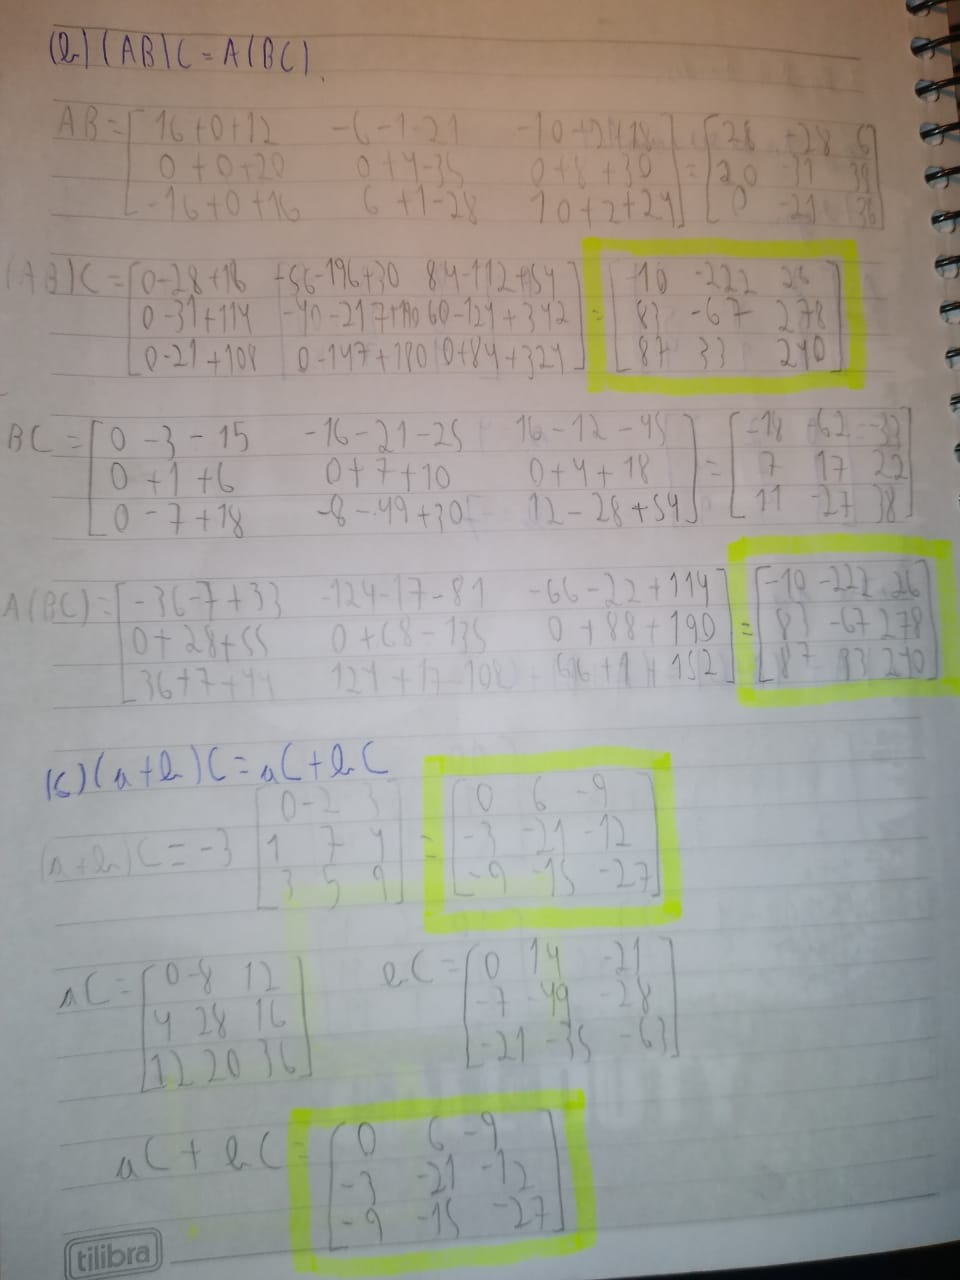 (b) (AB)C = A(BC).
AB = [16+0+12 -6-1-21 -10+2+18] = [28 -28 6]
[0+0+20 0+4-35 0+8+30] [20 -31 38]
[-16+0+16 6+1-28 10+2+24] [0 -21 36]
(AB)C = [0-28+18 +56-196+30 84-112+54] = [-10 -222 26]
[0-31+114 -40-217+190 60-124+342] [83 -67 278]
[0-21+108 0-147+180 0+84+324] [87 33 240]
BC = [0-3-15 -16-21-25 16-12-45] = [-18 -62 -33]
[0+1+6 0+7+10 0+4+18] [7 17 22]
[0-7+18 -8-49+30 12-28+54] [11 -27 38]
A(BC) = [-36-7+33 -124-17-81 -66-22+114] = [-10 -222 26]
[0+28+55 0+68-135 0+88+190] [83 -67 278]
[36+7+44 124+17-108 +152] [87 240]
(c) (a+b)C = aC+bC
(a+b)C = -3 [0 -2 3] = [0 6 -9]
[1 7 4] [-3 -21 -12]
[3 5 9] [-9 -15 -27]
aC = [0 -8 12] bC = [0 14 -21]
[4 28 16] [-7 -49 -28]
[12 20 36] [-21 -35 -63]
aC + bC = [0 6 -9]
[-3 -21 -12]
[-9 -15 -27]
tilibra